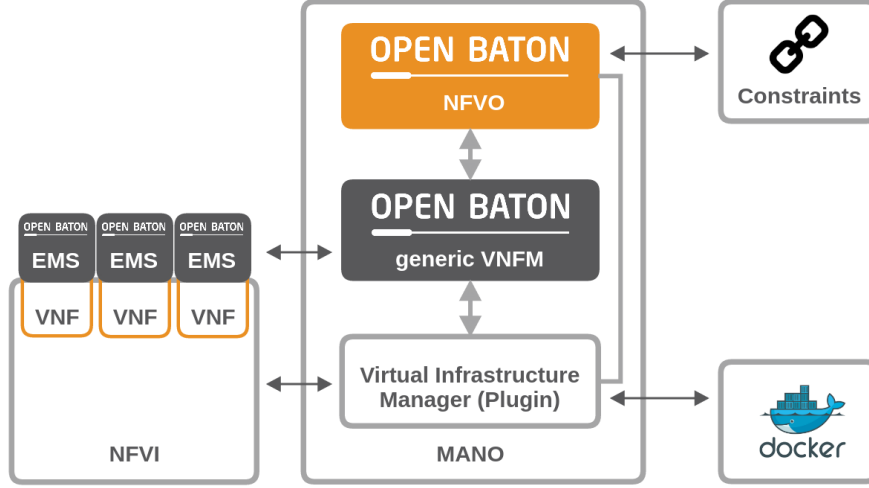 OPEN BATON
NFVO
Constraints
OPEN BATON
generic VNFM
OPEN BATON OPEN BATON OPEN BATON
EMS EMS EMS
VNF VNF VNF
Virtual Infrastructure
Manager (Plugin)
docker
NFVI
MANO